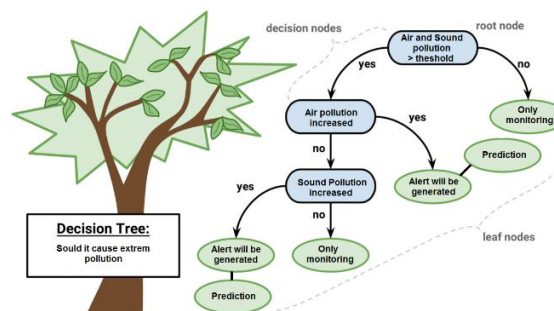 decision nodes
root node
Air and Sound
pollution
> theshold
yes
no
Air pollution
increased
yes
Only
monitoring
no
Prediction
Sound Pollution
increased
Alert will be
generated
yes
no
leaf nodes
Decision Tree:
Sould it cause extrem
pollution
Alert will be
generated
Only
monitoring
Prediction